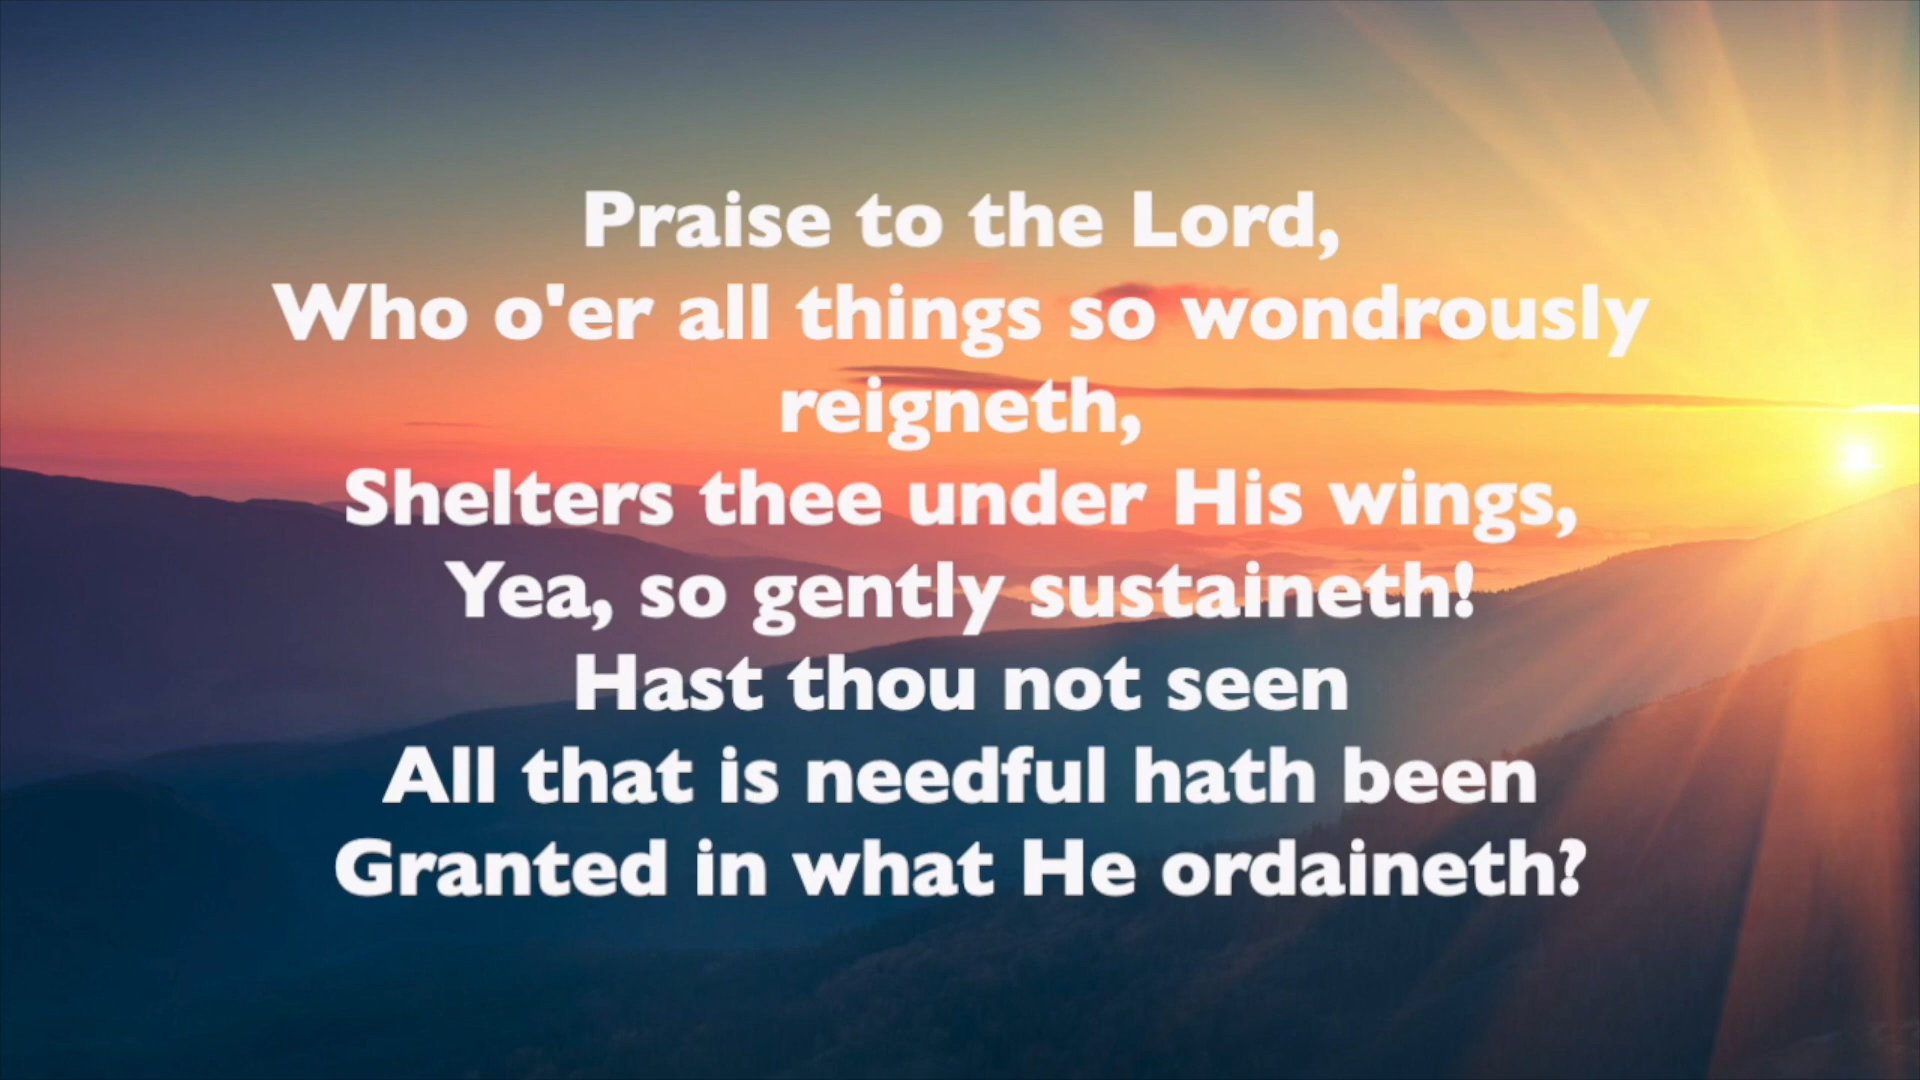 Praise to the Lord,
Who o'er all things so wondrously
reigneth,
Shelters thee under His wings,
Yea, so gently sustaineth!
Hast thou not seen
All that is needful hath been
Granted in what He ordaineth?